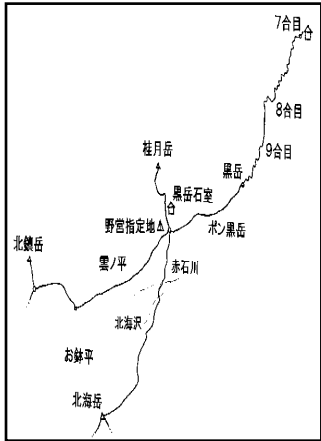 7合目
8合目
9合目
桂月岳
黒岳
黒岳石室
野営指定地
ポン黒岳
北鎮岳
雲ノ平
赤石川
北海沢
お鉢平
北海岳